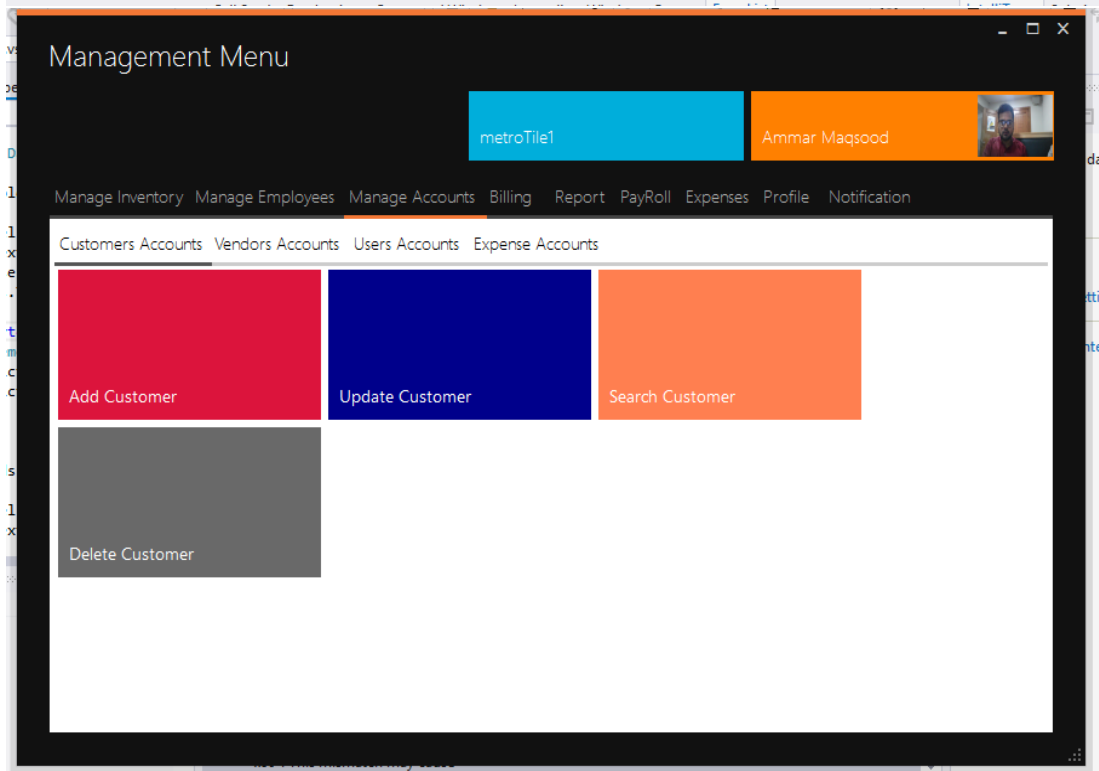 Management Menu
metroTile1
Ammar Maqsood
Manage Inventory Manage Employees Manage Accounts Billing Report PayRoll Expenses Profile Notification
Customers Accounts Vendors Accounts Users Accounts Expense Accounts
Add Customer
Update Customer
Search Customer
Delete Customer